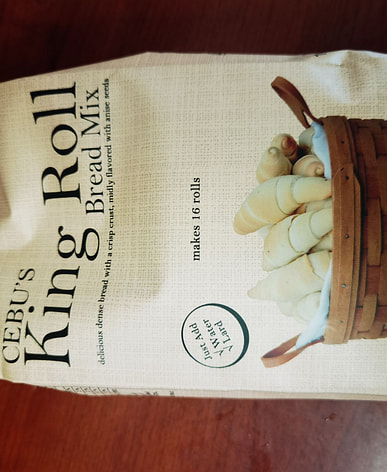 CEBU'S
King Roll
Bread Mix
delicious dense bread with a crisp crust, midly flavored with anise seeds
makes 16 rolls
Just Add
√ Water
√ Lard